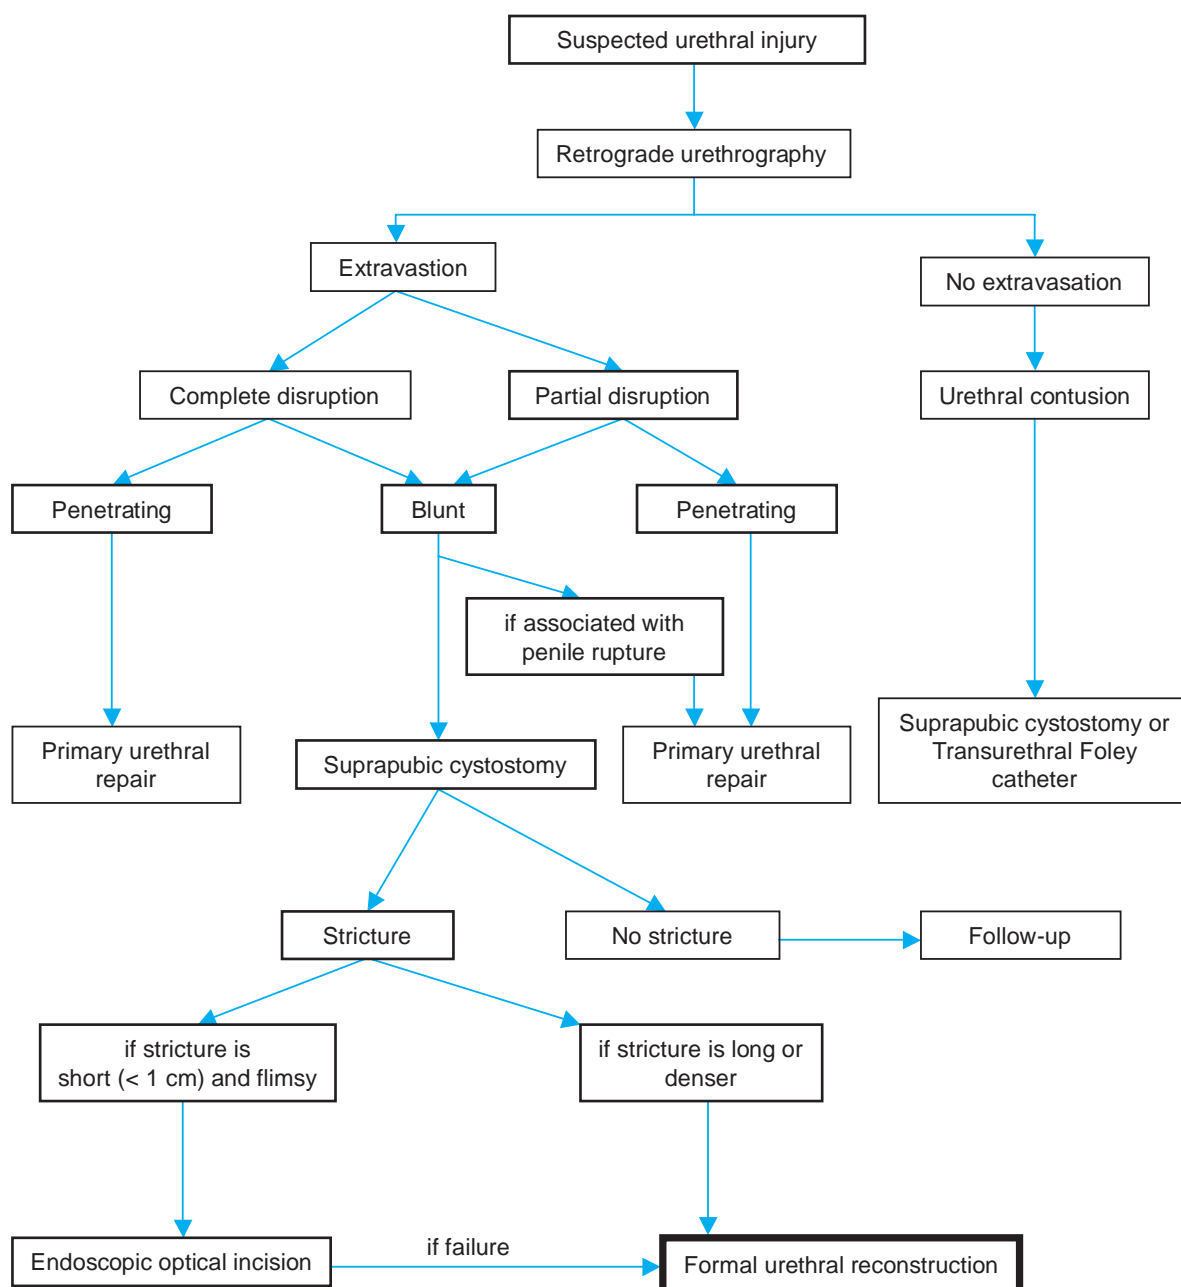 Suspected urethral injury
Retrograde urethrography
Extravastion
No extravasation
Complete disruption
Partial disruption
Urethral contusion
Penetrating
Blunt
Penetrating
if associated with
penile rupture
Primary urethral
repair
Suprapubic cystostomy
Primary urethral
repair
Suprapubic cystostomy or
Transurethral Foley
catheter
Stricture
No stricture
Follow-up
if stricture is
short (< 1 cm) and flimsy
if stricture is long or
denser
Endoscopic optical incision
if failure
Formal urethral reconstruction